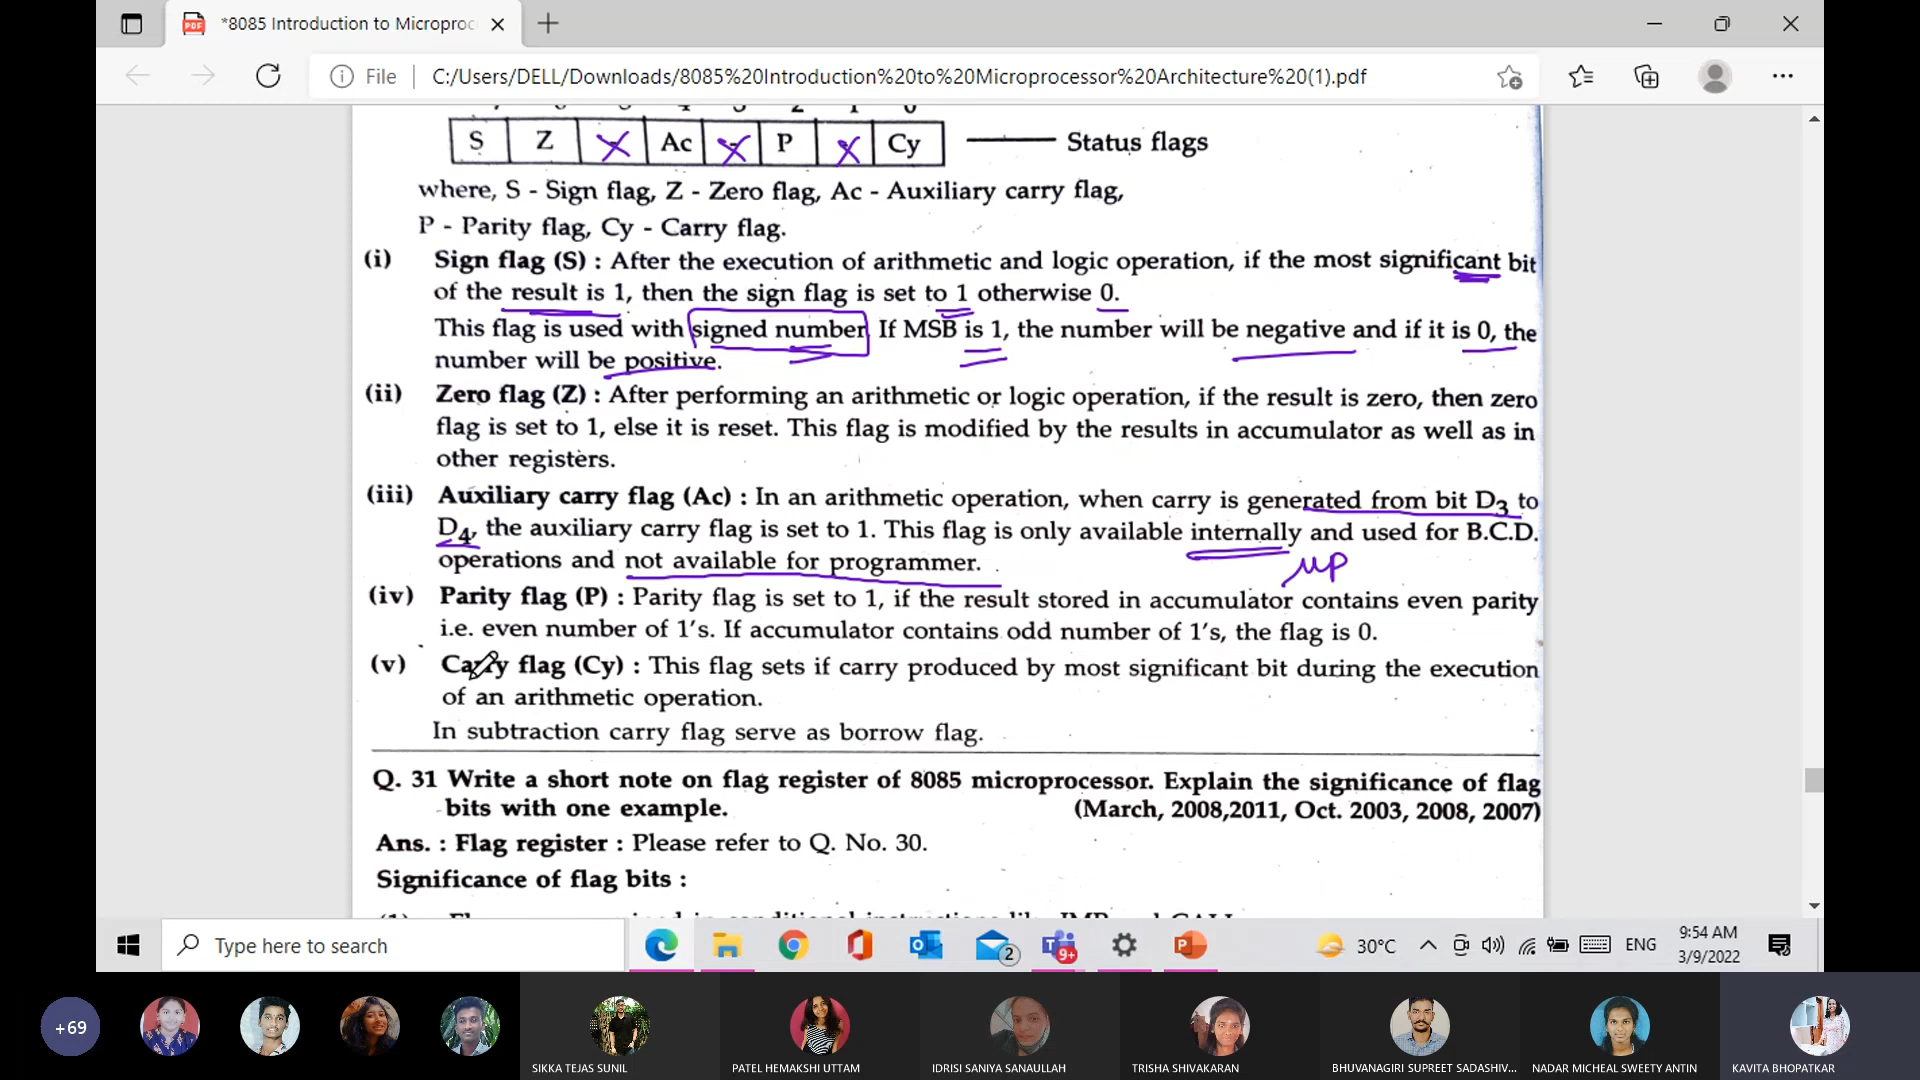 *8085 Introduction to Microproc
File
C:/Users/DELL/Downloads/8085%20Introduction%20to%20Microprocessor%20Architecture%20(1).pdf
S Z X Ac X P X Cy Status flags
where, S - Sign flag, Z - Zero flag, Ac - Auxiliary carry flag,
P - Parity flag, Cy - Carry flag.
(i) Sign flag (S) : After the execution of arithmetic and logic operation, if the most significant bit
of the result is 1, then the sign flag is set to 1 otherwise 0.
This flag is used with signed number If MSB is 1, the number will be negative and if it is 0, the
number will be positive.
(ii) Zero flag (Z) : After performing an arithmetic or logic operation, if the result is zero, then zero
flag is set to 1, else it is reset. This flag is modified by the results in accumulator as well as in
other registers.
(iii) Auxiliary carry flag (Ac) : In an arithmetic operation, when carry is generated from bit D3 to
D4, the auxiliary carry flag is set to 1. This flag is only available internally and used for B.C.D.
operations and not available for programmer.
μp
(iv) Parity flag (P) : Parity flag is set to 1, if the result stored in accumulator contains even parity
i.e. even number of 1's. If accumulator contains odd number of 1's, the flag is 0.
(v) Carry flag (Cy) : This flag sets if carry produced by most significant bit during the execution
of an arithmetic operation.
In subtraction carry flag serve as borrow flag.
Q. 31 Write a short note on flag register of 8085 microprocessor. Explain the significance of flag
bits with one example. (March, 2008,2011, Oct. 2003, 2008, 2007)
Ans. : Flag register : Please refer to Q. No. 30.
Significance of flag bits :
Type here to search
2
9+
30°C
ENG
9:54 AM
3/9/2022
+69
SIKKA TEJAS SUNIL
PATEL HEMAKSHI UTTAM
IDRISI SANIYA SANAULLAH
TRISHA SHIVAKARAN
BHUVANAGIRI SUPREET SADASHIV...
NADAR MICHEAL SWEETY ANTIN
KAVITA BHOPATKAR